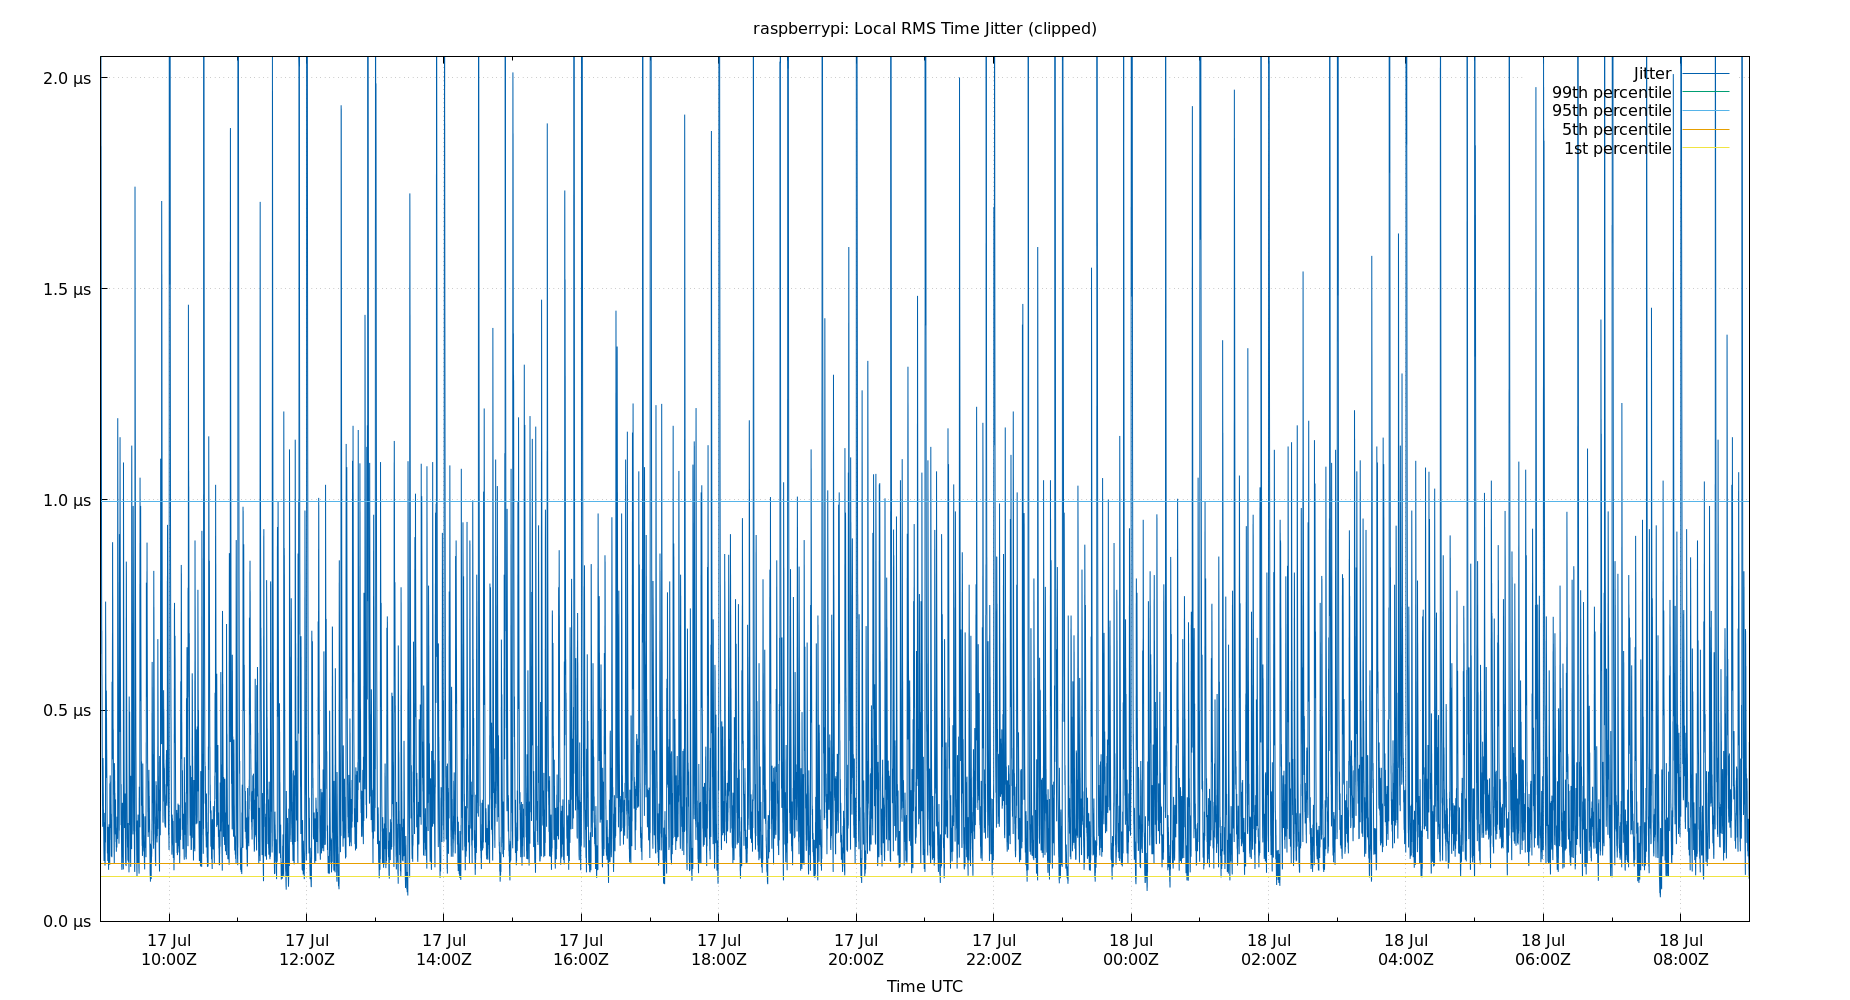 raspberrypi: Local RMS Time Jitter (clipped)
2.0 µs
1.5 µs
1.0 µs
0.5 µs
0.0 µs
Jitter
99th percentile
95th percentile
5th percentile
1st percentile
17 Jul 17 Jul 17 Jul 17 Jul 17 Jul 17 Jul 17 Jul 18 Jul 18 Jul 18 Jul 18 Jul 18 Jul
10:00Z 12:00Z 14:00Z 16:00Z 18:00Z 20:00Z 22:00Z 00:00Z 02:00Z 04:00Z 06:00Z 08:00Z
Time UTC